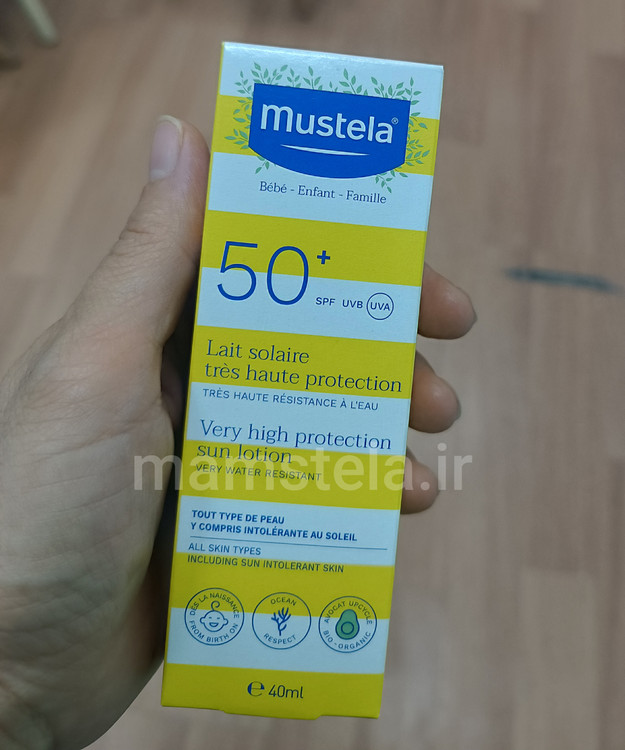 mustela®
Bébé - Enfant - Famille
50+
SPF UVB UVA
Lait solaire
très haute protection
TRÈS HAUTE RÉSISTANCE À L'EAU
Very high protection
sun lotion
mamstela.ir
VERY WATER RESISTANT
TOUT TYPE DE PEAU
Y COMPRIS INTOLÉRANTE AU SOLEIL
ALL SKIN TYPES
INCLUDING SUN INTOLERANT SKIN
DÈS LA NAISSANCE
FROM BIRTH ON
OCEAN
RESPECT
AVOCAT UPCYCLÉ
BIO-ORGANIC
℮ 40ml